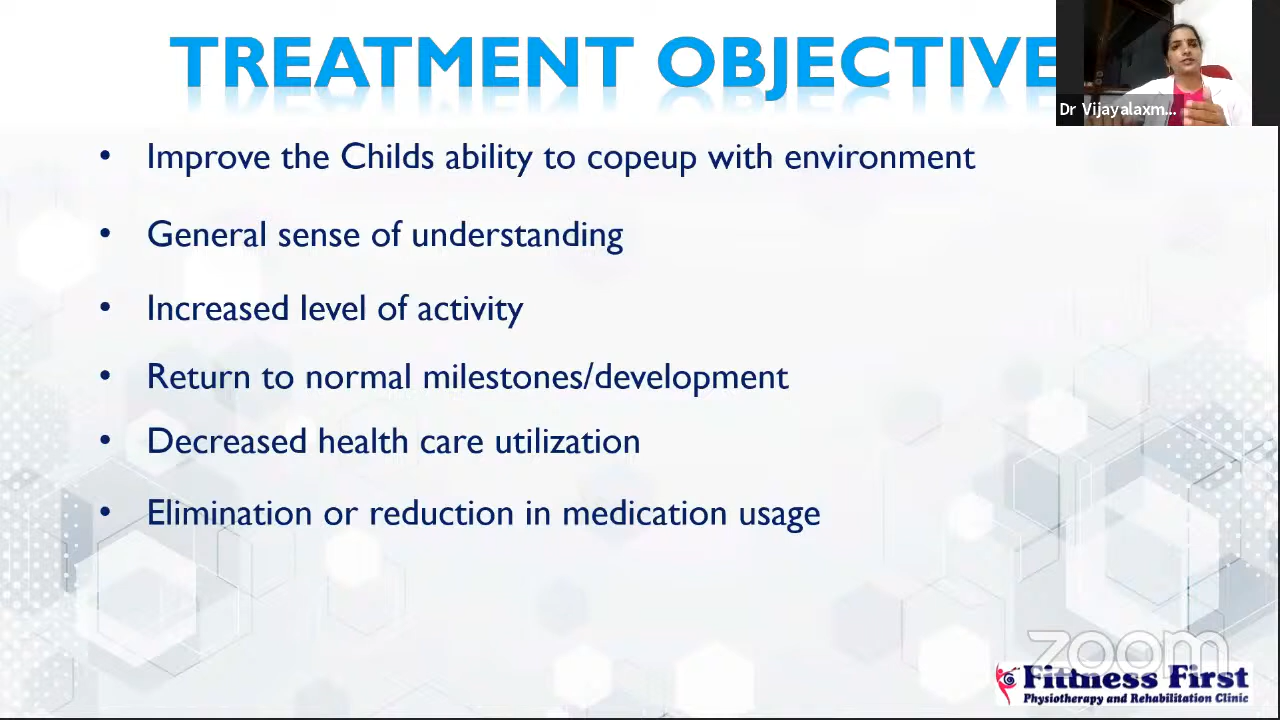 TREATMENT OBJECTIVE
Dr Vijayalaxm...
• Improve the Childs ability to copeup with environment
• General sense of understanding
• Increased level of activity
• Return to normal milestones/development
• Decreased health care utilization
• Elimination or reduction in medication usage
zoom
Fittness First
Physiotherapy and Rehabilitation Clinic